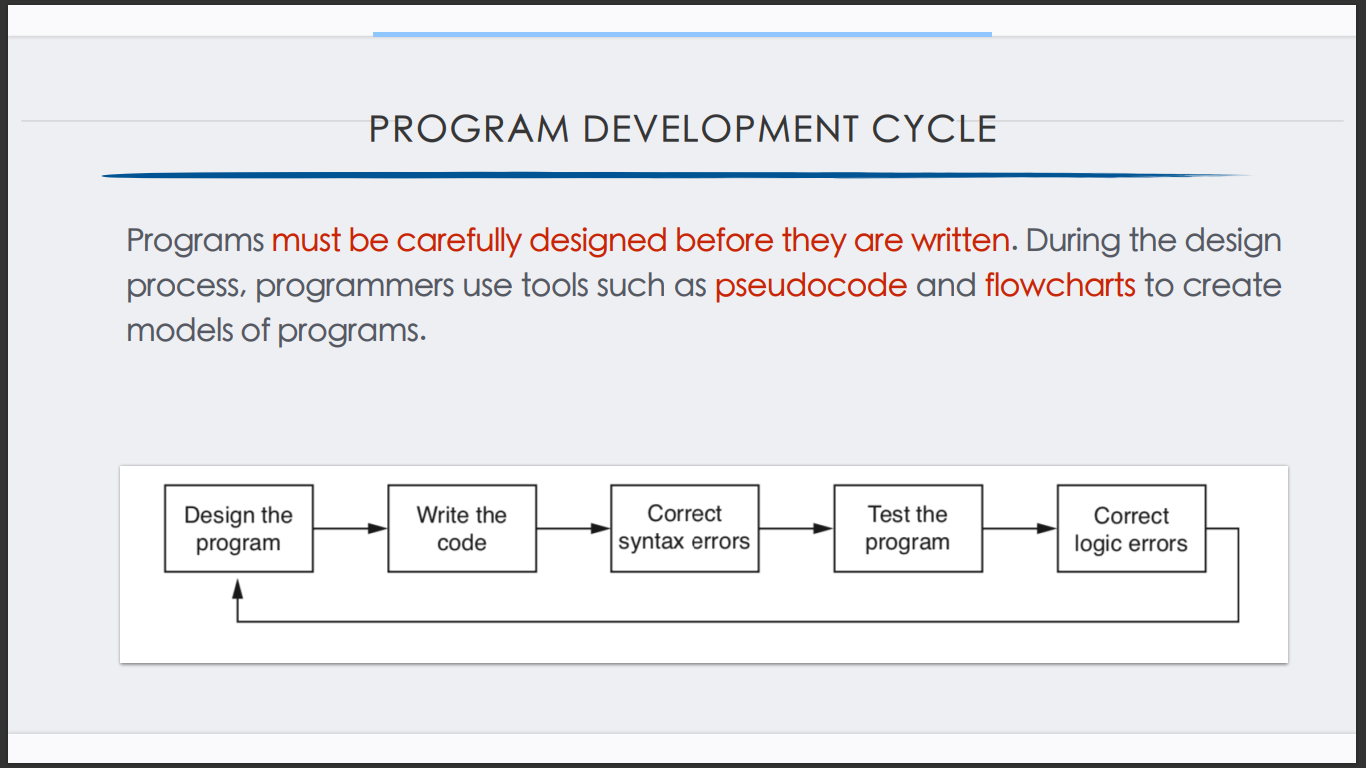 PROGRAM DEVELOPMENT CYCLE
Programs must be carefully designed before they are written. During the design
process, programmers use tools such as pseudocode and flowcharts to create
models of programs.
Design the
program
Write the
code
Correct
syntax errors
Test the
program
Correct
logic errors